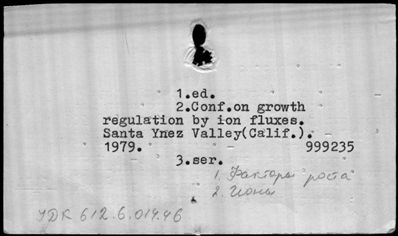 1.ed.
2.Conf.on growth
regulation by ion fluxes.
Santa Ynez Valley(Calif.).
1979. 999235
3.ser.
1. Факторы роста
2. Ионы
УДК 612.6.014.46